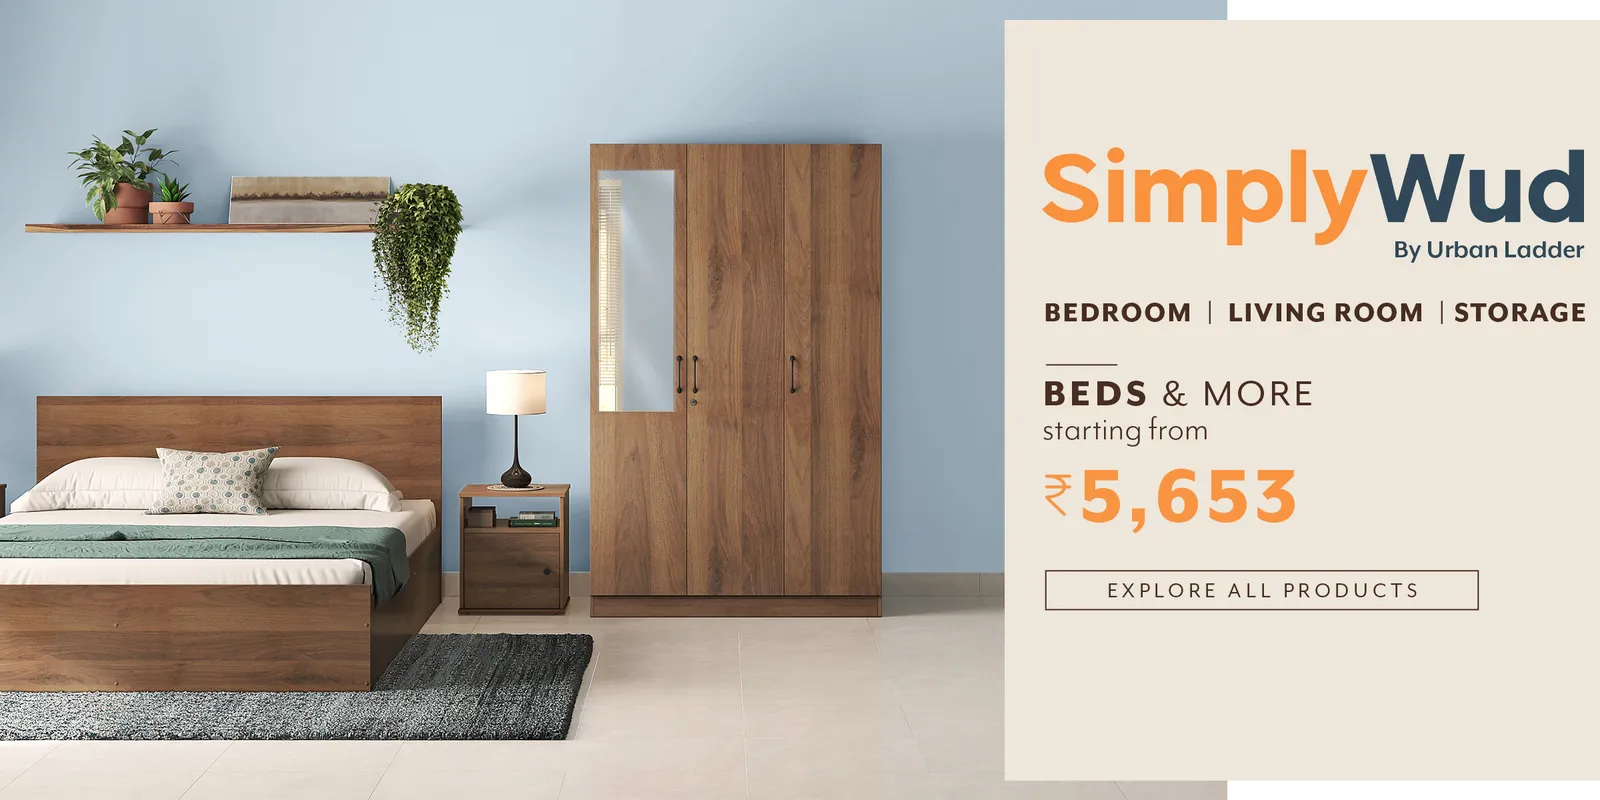 SimplyWud
By Urban Ladder
BEDROOM | LIVING ROOM | STORAGE
BEDS & MORE
starting from
₹5,653
EXPLORE ALL PRODUCTS